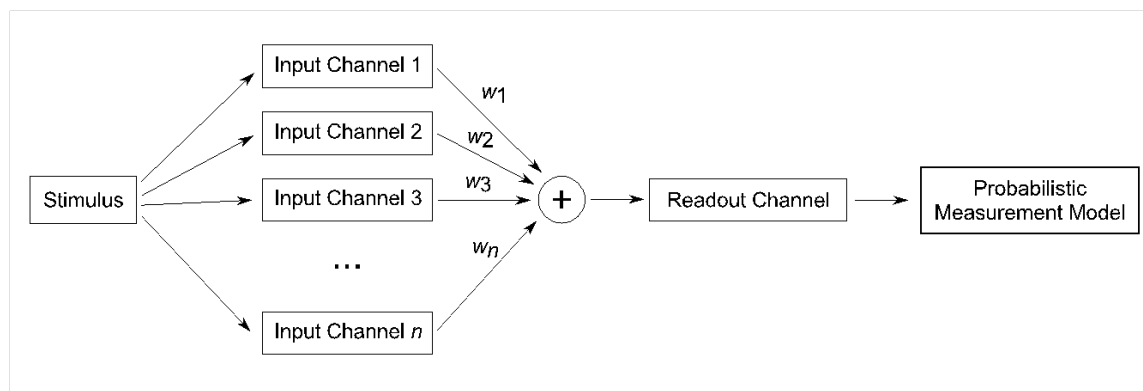 Stimulus
Input Channel 1
Input Channel 2
Input Channel 3
...
Input Channel n
w1
w2
w3
wn
+
Readout Channel
Probabilistic
Measurement Model